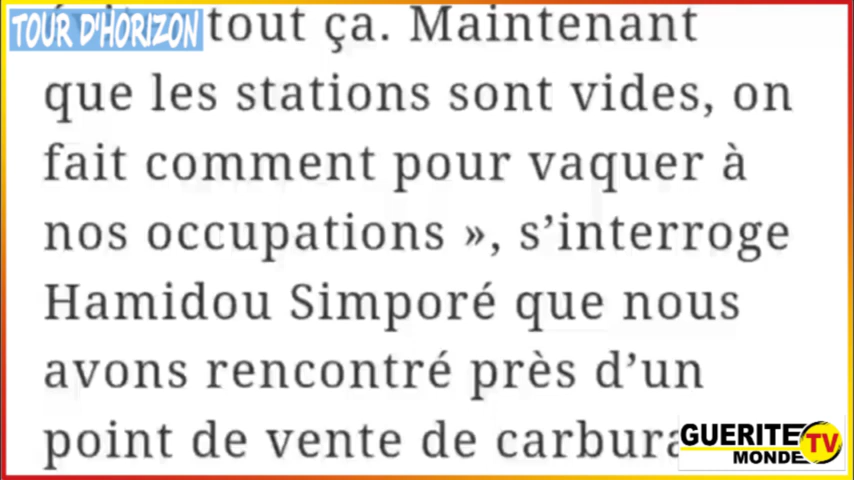 TOUR D'HORIZON
tout ça. Maintenant
que les stations sont vides, on
fait comment pour vaquer à
nos occupations », s’interroge
Hamidou Simporé que nous
avons rencontré près d’un
point de vente de
GUERITE TV
MONDE